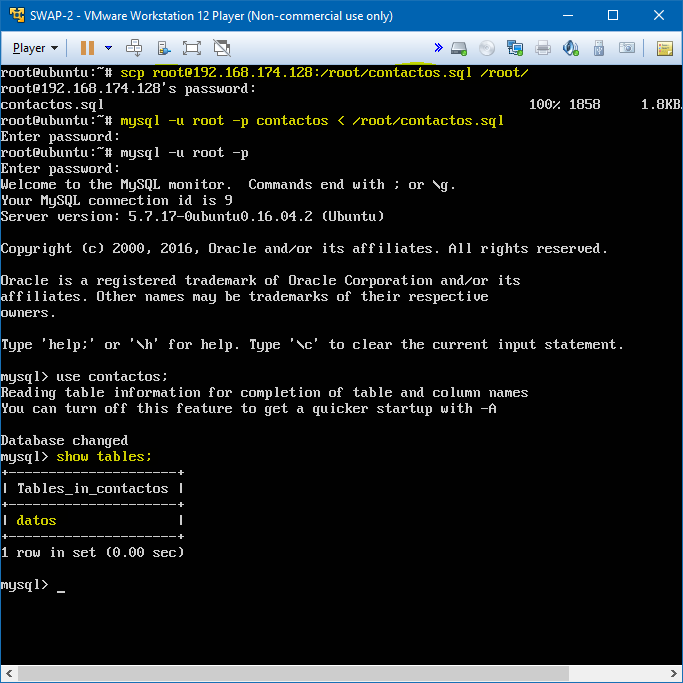 SWAP-2 - VMware Workstation 12 Player (Non-commercial use only)
Player
root@ubuntu:~# scp root@192.168.174.128:/root/contactos.sql /root/
root@192.168.174.128's password:
contactos.sql 100% 1858 1.8KB
root@ubuntu:~# mysql -u root -p contactos < /root/contactos.sql
Enter password:
root@ubuntu:~# mysql -u root -p
Enter password:
Welcome to the MySQL monitor.  Commands end with ; or \g.
Your MySQL connection id is 9
Server version: 5.7.17-0ubuntu0.16.04.2 (Ubuntu)
Copyright (c) 2000, 2016, Oracle and/or its affiliates. All rights reserved.
Oracle is a registered trademark of Oracle Corporation and/or its
affiliates. Other names may be trademarks of their respective
owners.
Type 'help;' or '\h' for help. Type '\c' to clear the current input statement.
mysql> use contactos;
Reading table information for completion of table and column names
You can turn off this feature to get a quicker startup with -A
Database changed
mysql> show tables;
+---------------------+
| Tables_in_contactos |
+---------------------+
| datos               |
+---------------------+
1 row in set (0.00 sec)
mysql> _